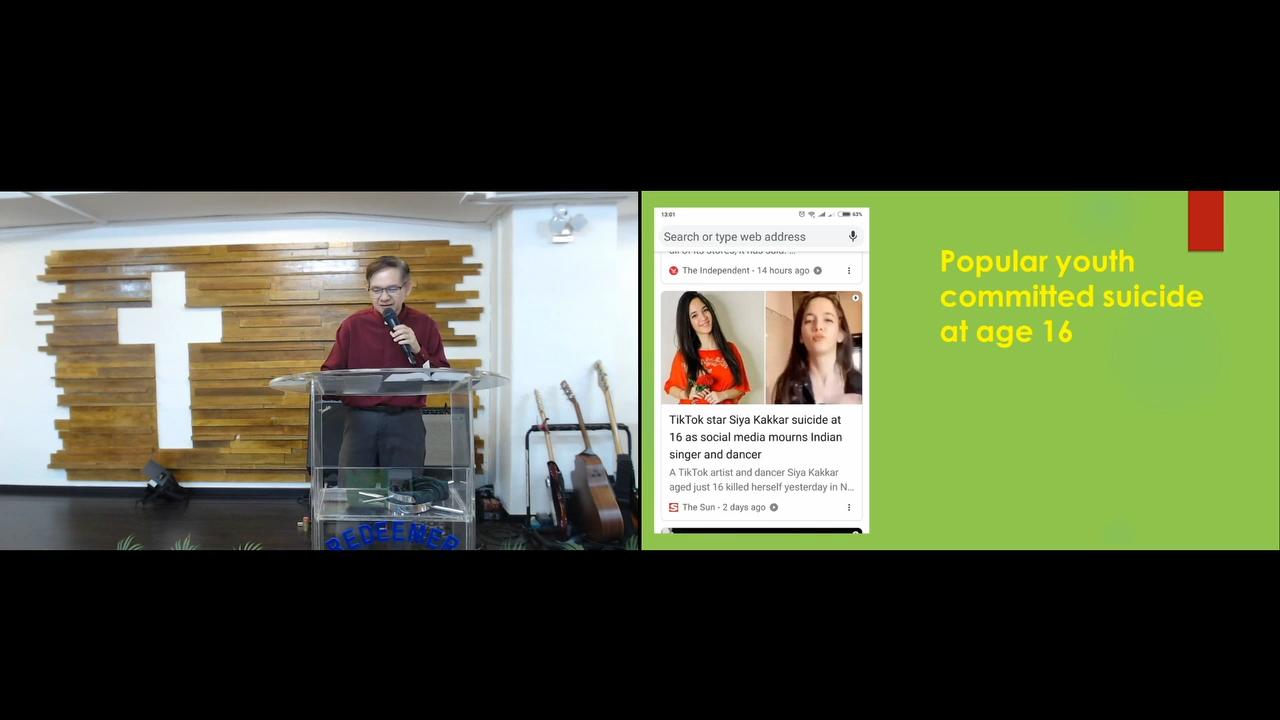 REDEEMER
13:01
63%
Search or type web address
The Independent - 14 hours ago
TikTok star Siya Kakkar suicide at
16 as social media mourns Indian
singer and dancer
A TikTok artist and dancer Siya Kakkar
aged just 16 killed herself yesterday in N...
The Sun - 2 days ago
Popular youth
committed suicide
at age 16